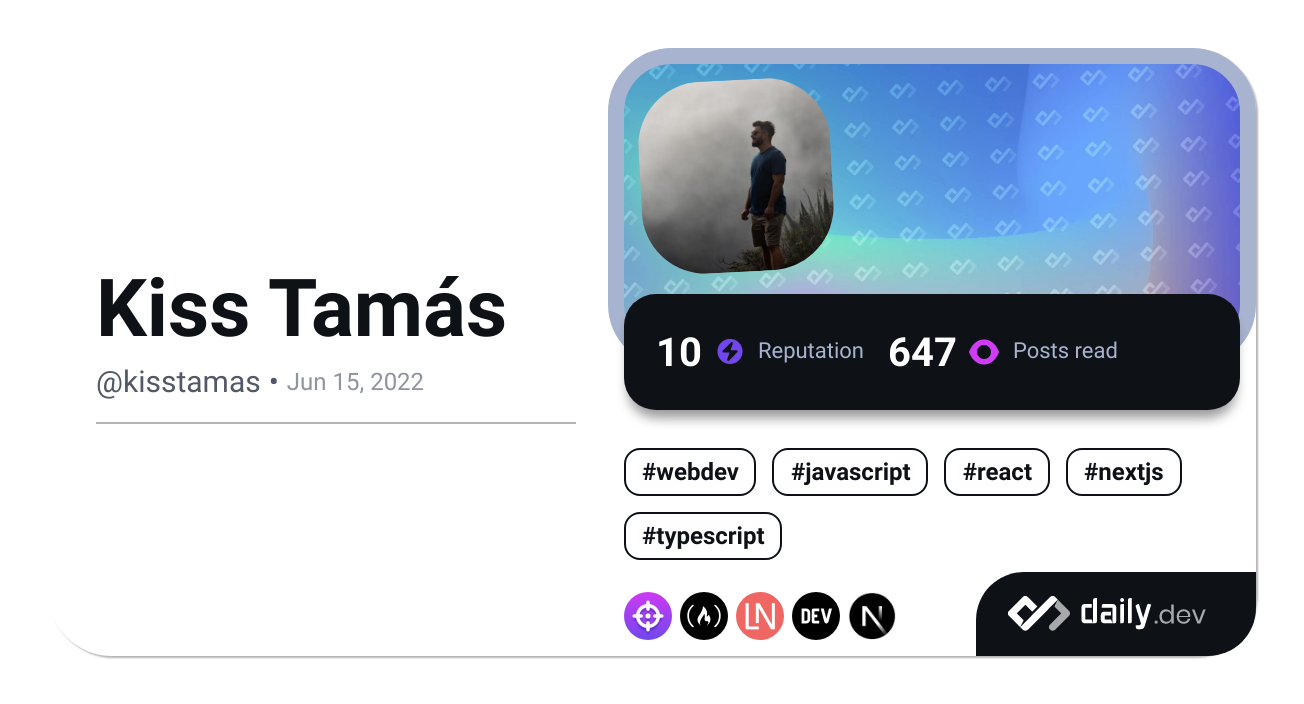 Kiss Tamás
@kisstamas • Jun 15, 2022
10 Reputation 647 Posts read
#webdev #javascript #react #nextjs
#typescript
LN DEV N
daily.dev